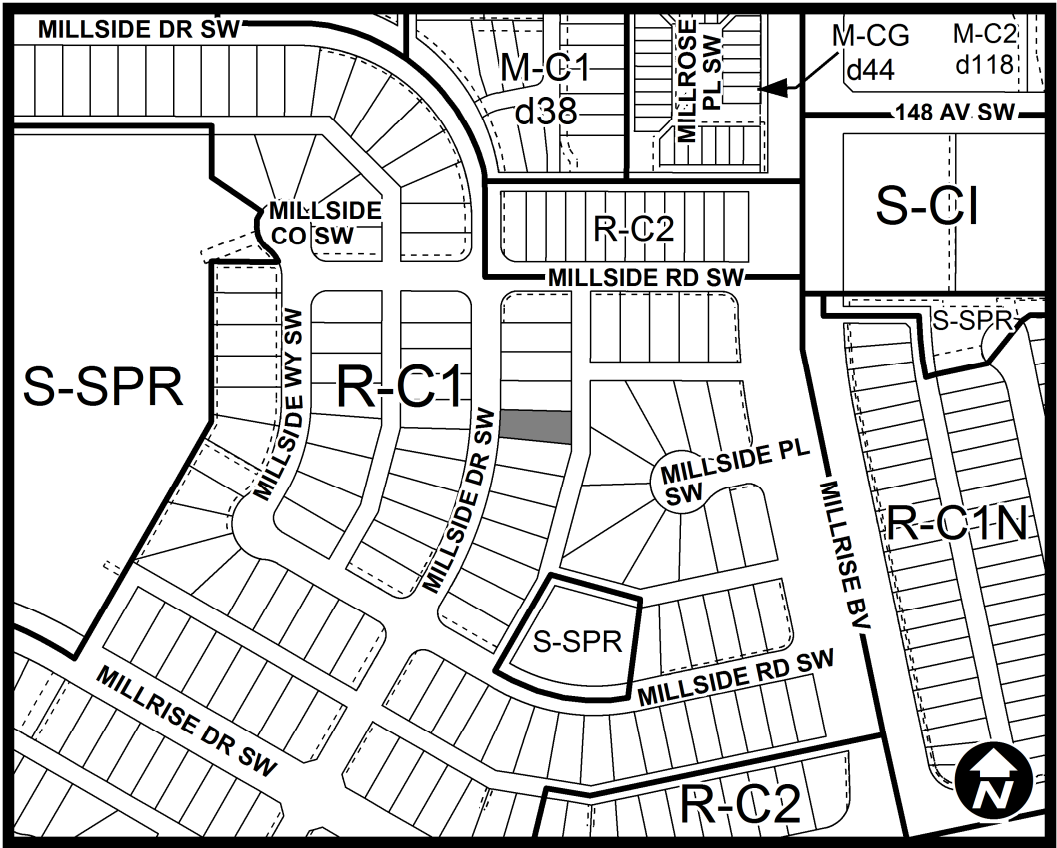 MILLSIDE DR SW
M-C1
d38
MILLROSE
PL SW
M-CG
d44
M-C2
d118
148 AV SW
MILLSIDE
CO SW
R-C2
S-CI
MILLSIDE RD SW
S-SPR
S-SPR
R-C1
MILLSIDE WY SW
MILLSIDE DR SW
MILLSIDE PL
SW
MILLRISE BV
R-C1N
S-SPR
MILLSIDE RD SW
MILLRISE DR SW
R-C2
N